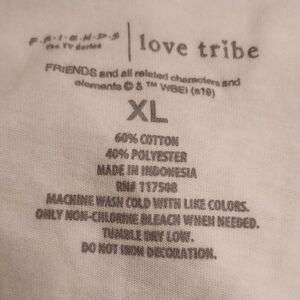 F·R·I·E·N·D·S
The TV Series
love tribe
FRIENDS and all related characters and
elements © & ™ WBEI (s19)
XL
60% COTTON
40% POLYESTER
MADE IN INDONESIA
RN# 117508
MACHINE WASH COLD WITH LIKE COLORS.
ONLY NON-CHLORINE BLEACH WHEN NEEDED.
TUMBLE DRY LOW.
DO NOT IRON DECORATION.